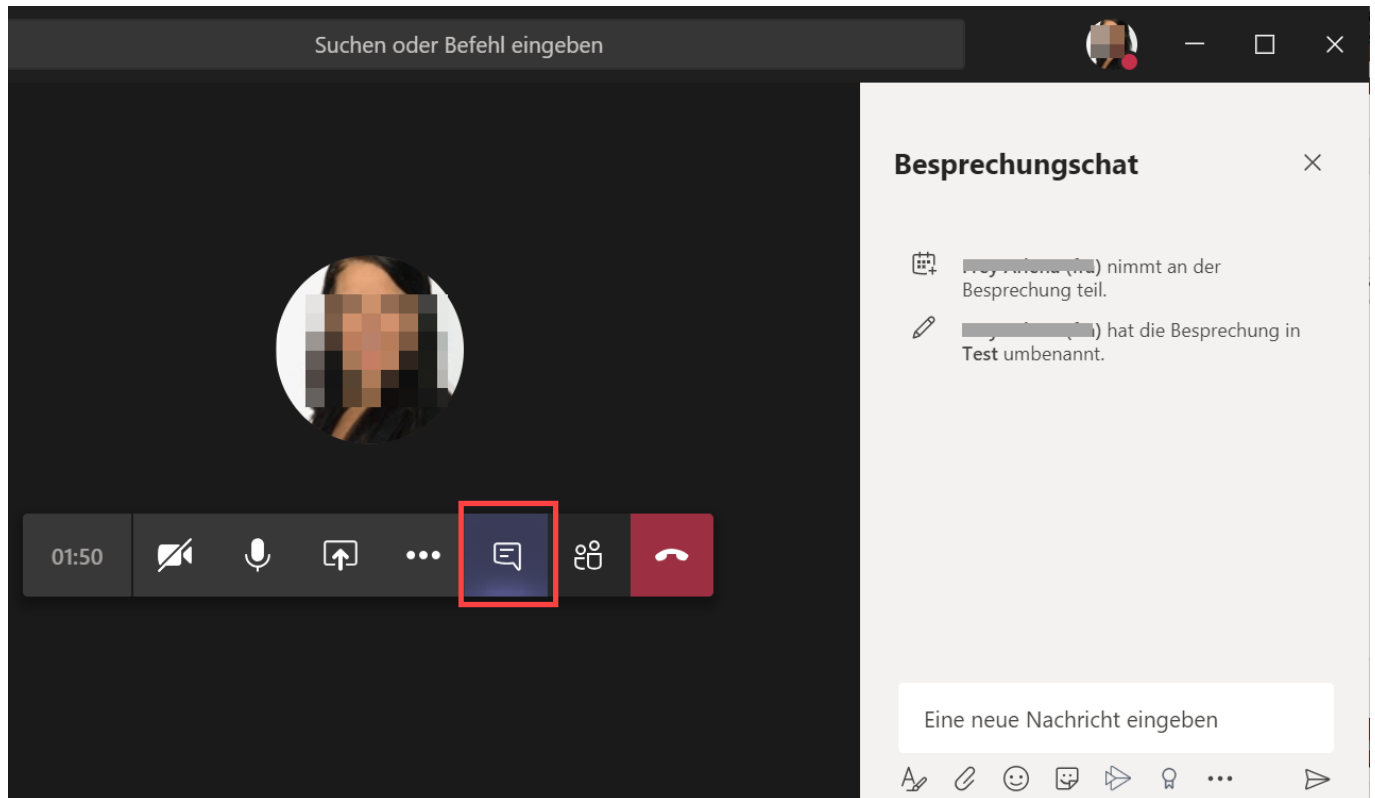 Suchen oder Befehl eingeben
Besprechungschat
) nimmt an der
Besprechung teil.
) hat die Besprechung in
Test umbenannt.
01:50
Eine neue Nachricht eingeben